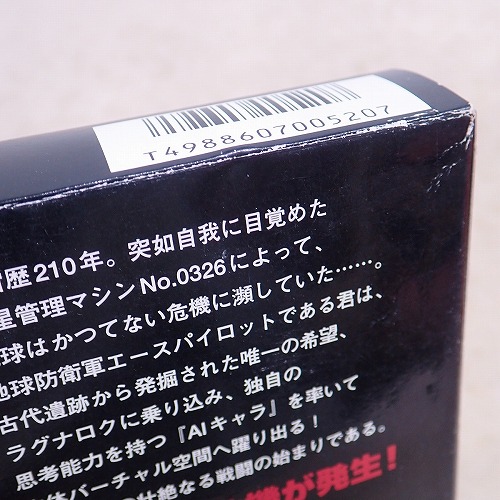 T4988607005207
暦210年。突如自我に目覚めた
星管理マシンNo.0326によって、
球はかつてない危機に瀕していた……。
地球防衛軍エースパイロットである君は、
古代遺跡から発掘された唯一の希望、
ラグナロクに乗り込み、独自の
思考能力を持つ『AIキャラ』を率いて
体バーチャル空間へ躍り出る!
壮絶なる戦闘の始まりである。
機が発生!